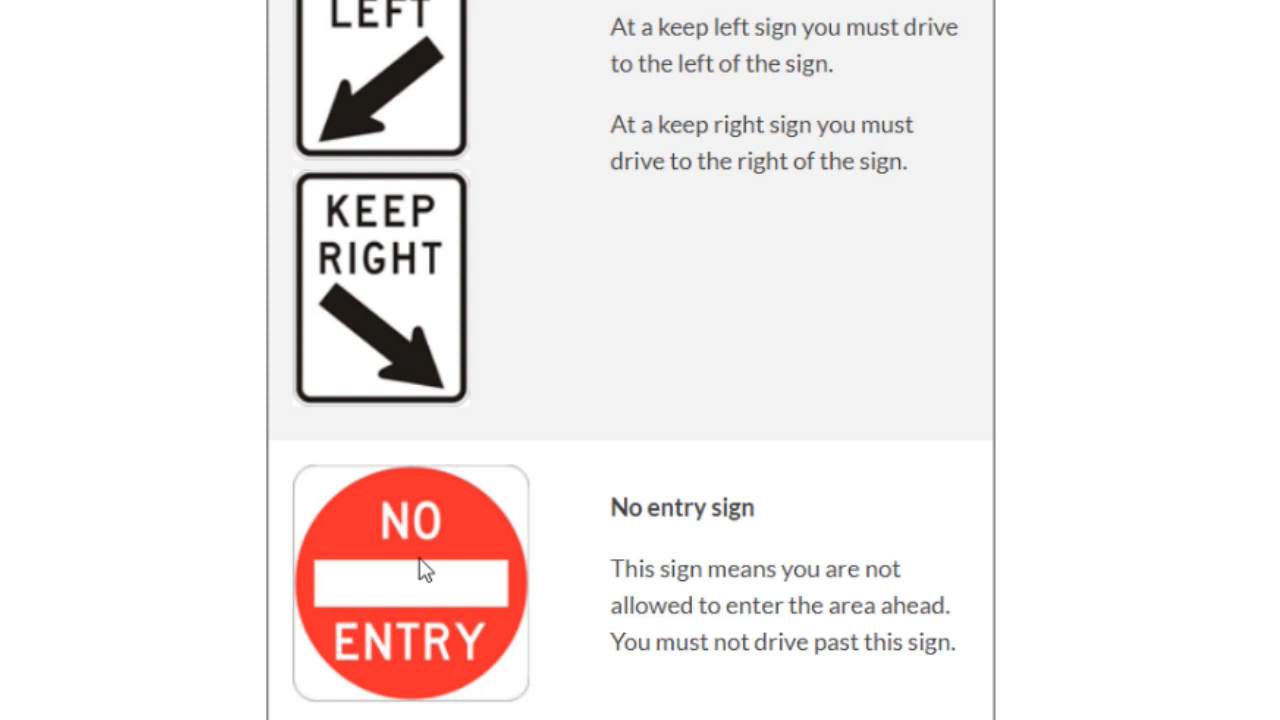 LEFT
At a keep left sign you must drive
to the left of the sign.
At a keep right sign you must
drive to the right of the sign.
KEEP
RIGHT
NO
ENTRY
No entry sign
This sign means you are not
allowed to enter the area ahead.
You must not drive past this sign.